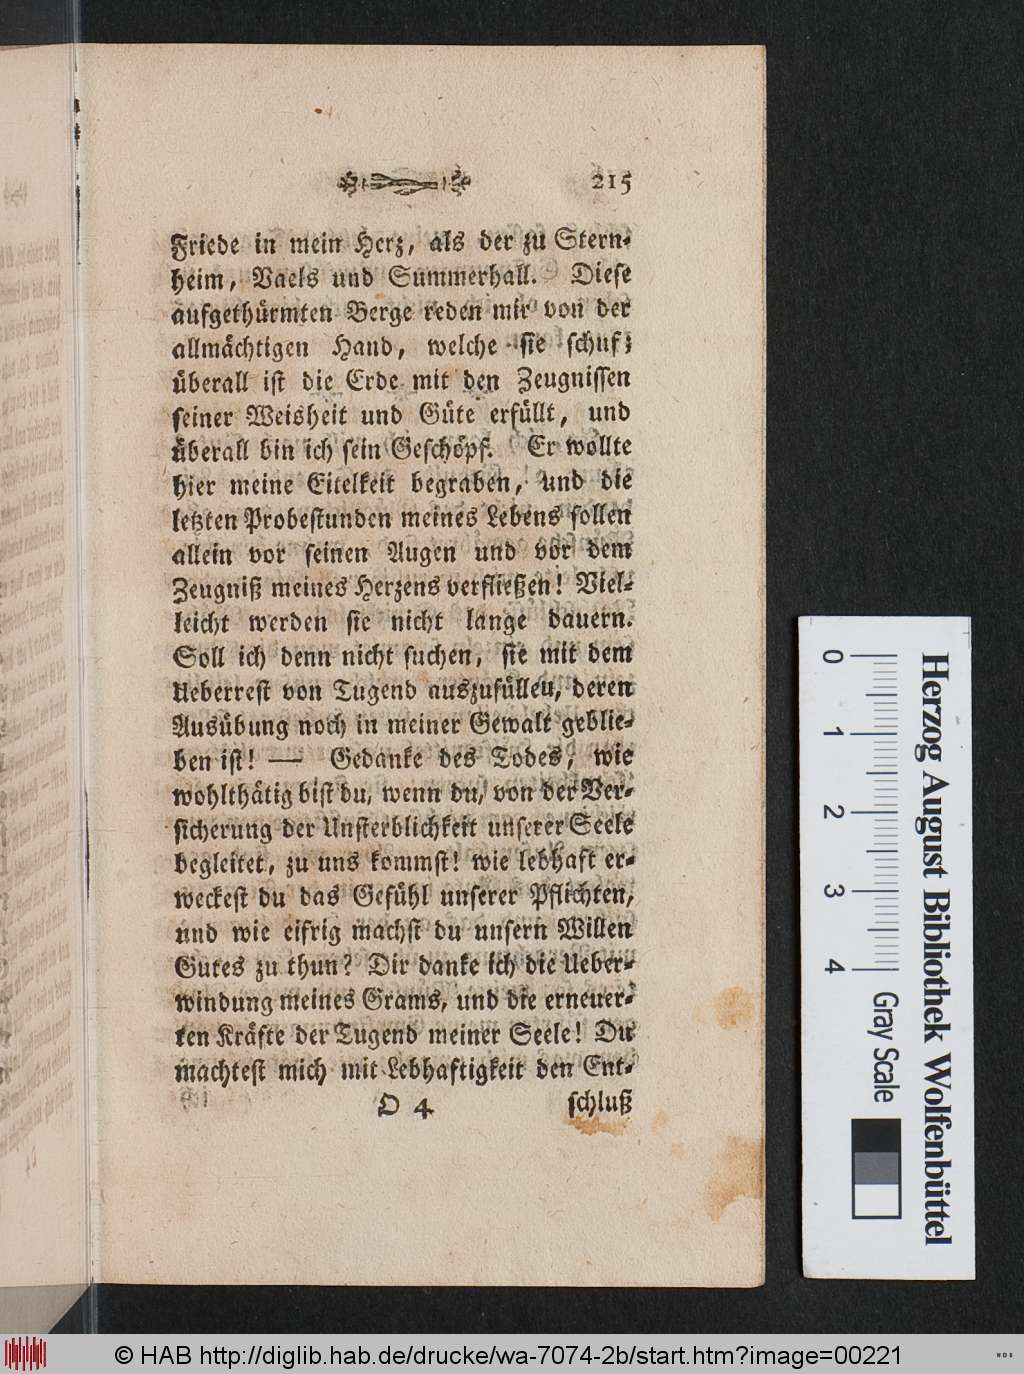 215
Friede in mein Herz, als der zu Stern-
heim, Vaels und Summerhall. Diese
aufgethürmten Berge reden mir von der
allmächtigen Hand, welche sie schuf;
überall ist die Erde mit den Zeugnissen
seiner Weisheit und Güte erfüllt, und
überall bin ich sein Geschöpf. Er wollte
hier meine Eitelkeit begraben, und die
letzten Probestunden meines Lebens sollen
allein vor seinen Augen und vor dem
Zeugniß meines Herzens verfließen! Viel-
leicht werden sie nicht lange dauern.
Soll ich denn nicht suchen, sie mit dem
Ueberrest von Tugend auszufülleu, deren
Ausübung noch in meiner Gewalt geblie-
ben ist! — Gedanke des Todes, wie
wohlthätig bist du, wenn du, von der Ver-
sicherung der Unsterblichkeit unserer Seele
begleitet, zu uns kommst! wie lebhaft er-
weckest du das Gefühl unserer Pflichten,
und wie eifrig machst du unsern Willen
Gutes zu thun? Dir danke ich die Ueber-
windung meines Grams, und die erneuer-
ten Kräfte der Tugend meiner Seele! Du
machtest mich mit Lebhaftigkeit den Ent-
O 4 schluß
0 1 2 3 4
Herzog August Bibliothek Wolfenbüttel
Gray Scale
© HAB http://diglib.hab.de/drucke/wa-7074-2b/start.htm?image=00221
WDB